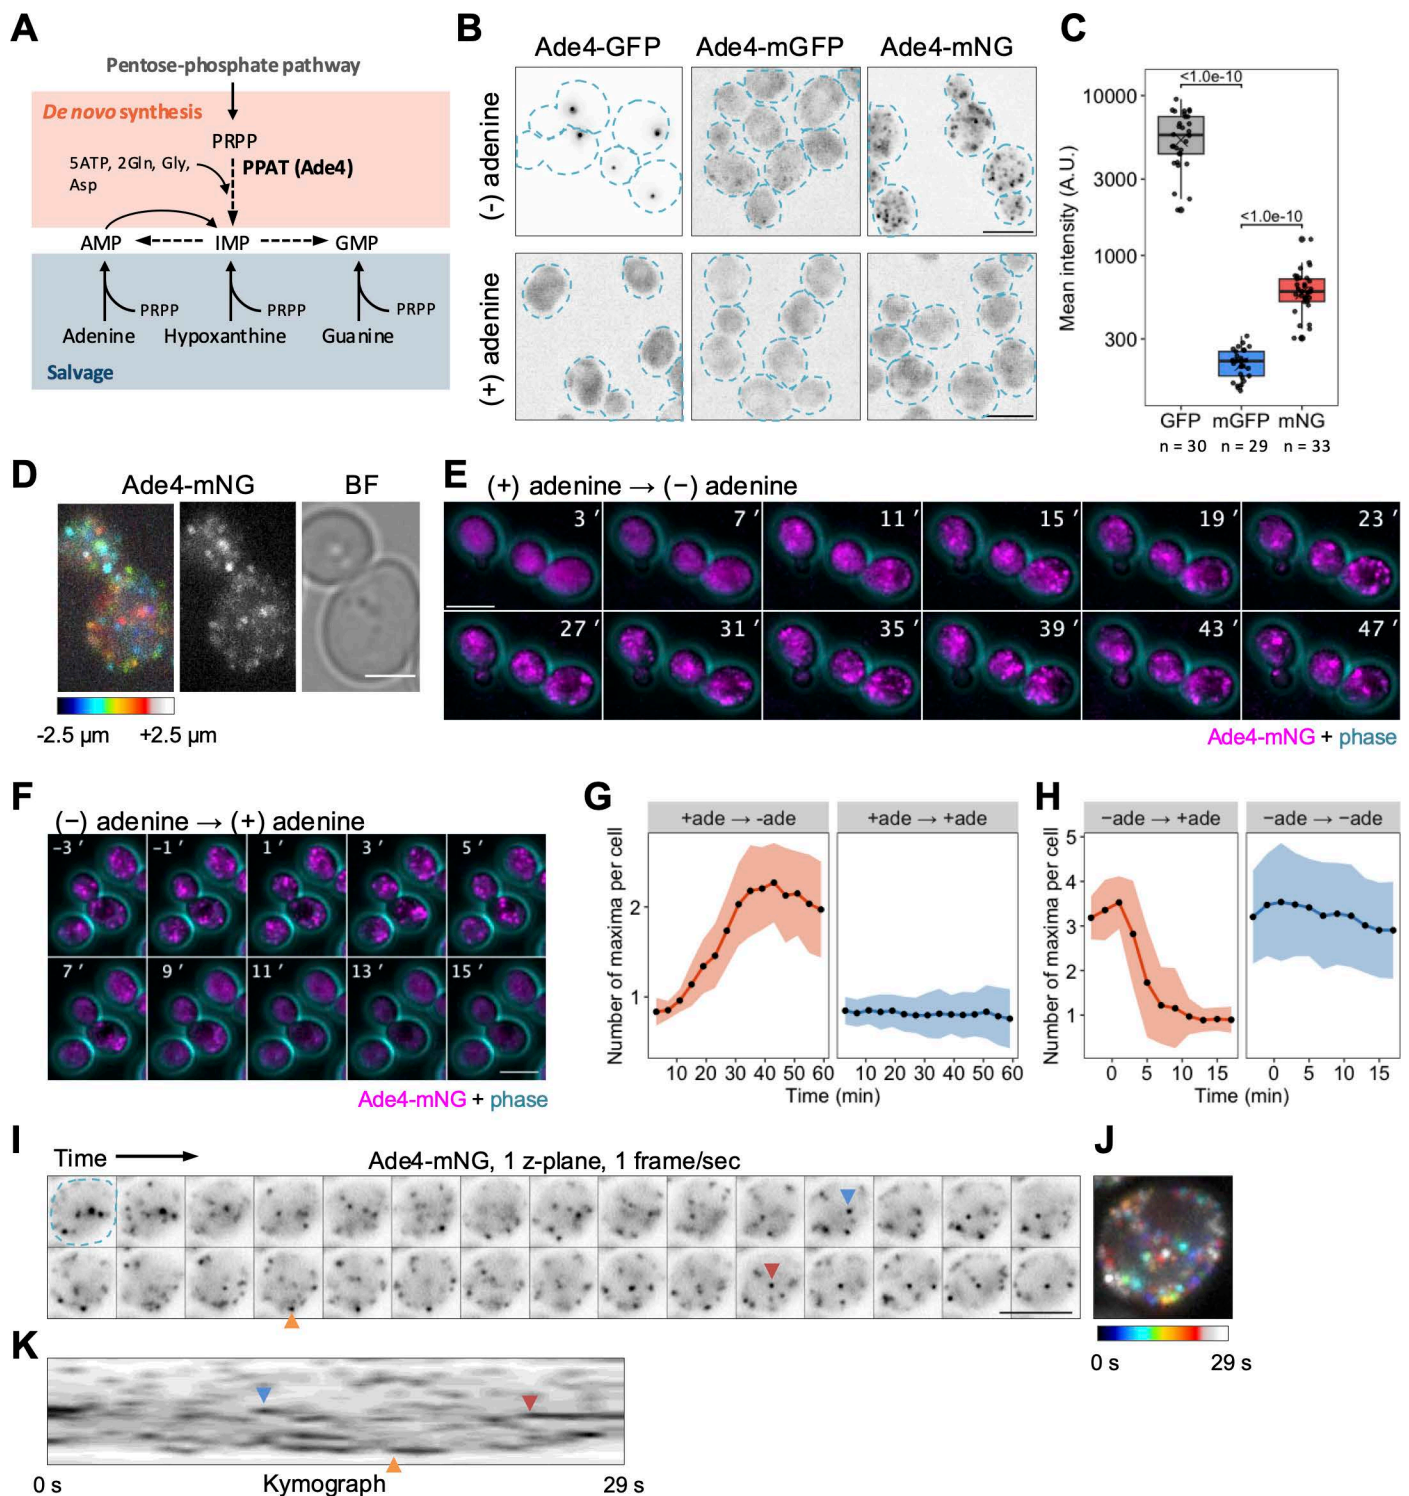 A
Pentose-phosphate pathway
De novo synthesis
PRPP
5ATP, 2Gln, Gly,
Asp
PPAT (Ade4)
AMP
IMP
GMP
PRPP
PRPP
PRPP
Adenine
Hypoxanthine
Guanine
Salvage
B
Ade4-GFP
Ade4-mGFP
Ade4-mNG
(-) adenine
(+) adenine
C
Mean intensity (A.U.)
10000
3000
1000
300
<1.0e-10
<1.0e-10
GFP
mGFP
mNG
n = 30
n = 29
n = 33
D
Ade4-mNG
BF
-2.5 µm
+2.5 µm
E
(+) adenine → (−) adenine
3 ′
7 ′
11 ′
15 ′
19 ′
23 ′
27 ′
31 ′
35 ′
39 ′
43 ′
47 ′
Ade4-mNG + phase
F
(−) adenine → (+) adenine
−3 ′
−1 ′
1 ′
3 ′
5 ′
7 ′
9 ′
11 ′
13 ′
15 ′
Ade4-mNG + phase
G
+ade → -ade
+ade → +ade
Number of maxima per cell
2
1
10 20 30 40 50 60
10 20 30 40 50 60
Time (min)
H
−ade → +ade
−ade → −ade
Number of maxima per cell
5
4
3
2
1
0 5 10 15
0 5 10 15
Time (min)
I
Time
Ade4-mNG, 1 z-plane, 1 frame/sec
J
0 s
29 s
K
0 s
Kymograph
29 s